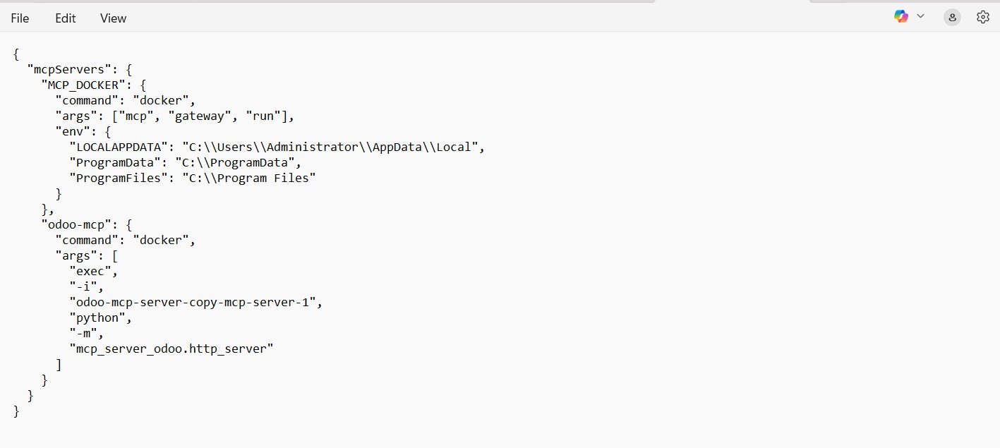 File Edit View
{
  "mcpServers": {
    "MCP_DOCKER": {
      "command": "docker",
      "args": ["mcp", "gateway", "run"],
      "env": {
        "LOCALAPPDATA": "C:\\Users\\Administrator\\AppData\\Local",
        "ProgramData": "C:\\ProgramData",
        "ProgramFiles": "C:\\Program Files"
      }
    },
    "odoo-mcp": {
      "command": "docker",
      "args": [
        "exec",
        "-i",
        "odoo-mcp-server-copy-mcp-server-1",
        "python",
        "-m",
        "mcp_server_odoo.http_server"
      ]
    }
  }
}